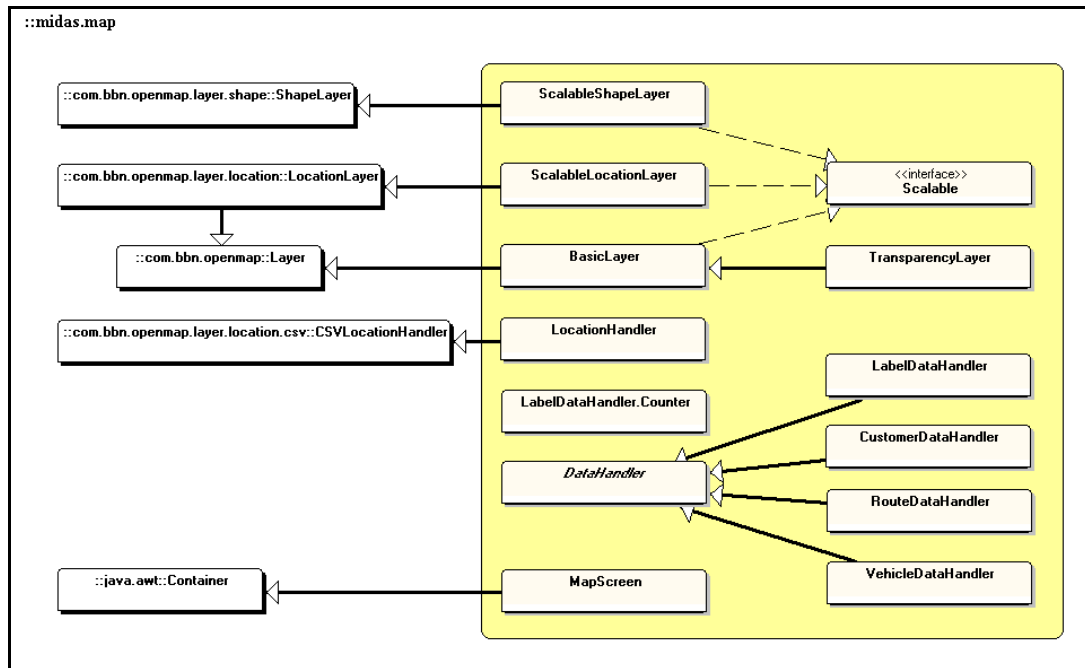 ::midas.map
::com.bbn.openmap.layer.shape::ShapeLayer
ScalableShapeLayer
::com.bbn.openmap.layer.location::LocationLayer
ScalableLocationLayer
<<interface>>
Scalable
::com.bbn.openmap::Layer
BasicLayer
TransparencyLayer
::com.bbn.openmap.layer.location.csv::CSVLocationHandler
LocationHandler
LabelDataHandler
LabelDataHandler.Counter
CustomerDataHandler
DataHandler
RouteDataHandler
::java.awt::Container
MapScreen
VehicleDataHandler